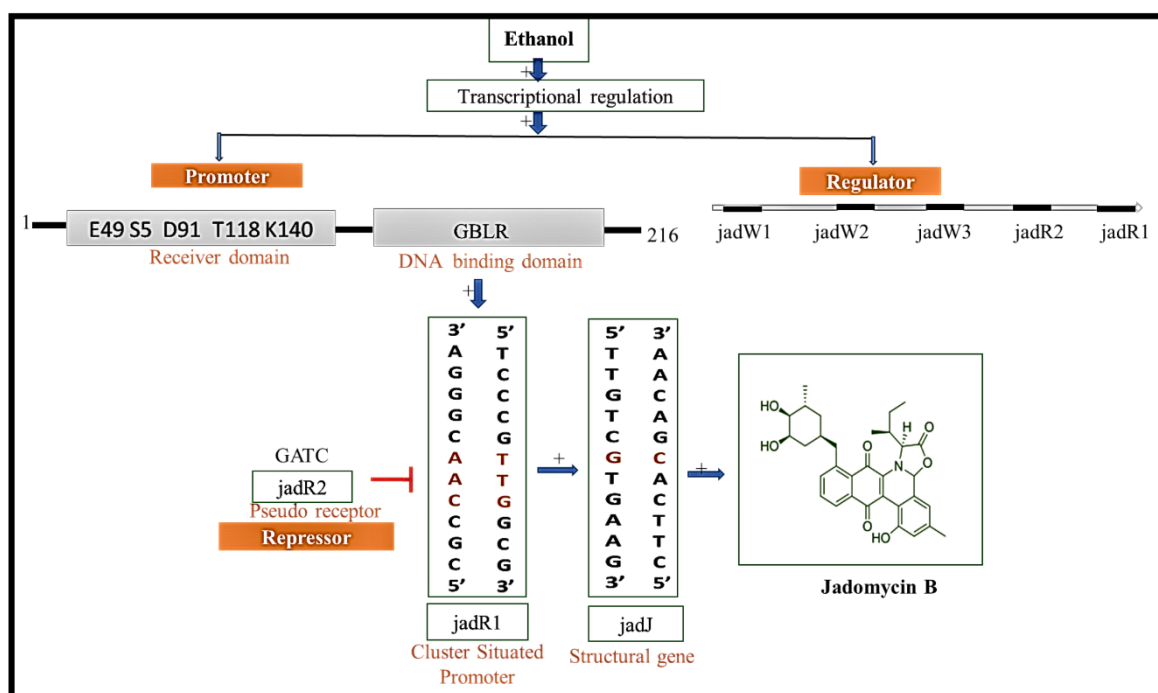 Ethanol
+
Transcriptional regulation
+
Promoter
Regulator
1
E49 S5 D91 T118 K140
GBLR
216
Receiver domain
DNA binding domain
jadW1 jadW2 jadW3 jadR2 jadR1
+
3’ 5’ 5’ 3’
A T T A
G C T A
G C G C
G C T A
C G C G
A T G C
A T T A
C G G C
C G A T
G C A T
C G G C
5’ 3’ 3’ 5’
GATC
jadR2
Pseudo receptor
Repressor
+
+
jadR1
Cluster Situated
Promoter
jadJ
Structural gene
HO
HO
H
O
O
N
O
O
HO
Jadomycin B